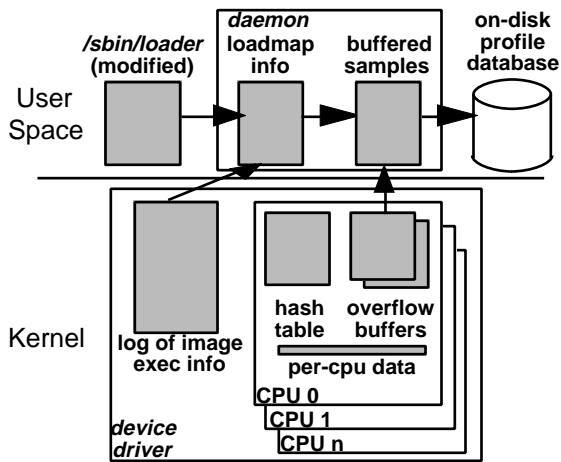 daemon
/sbin/loader
(modified)
loadmap
info
buffered
samples
on-disk
profile
database
User
Space
Kernel
log of image
exec info
hash
table
overflow
buffers
per-cpu data
CPU 0
CPU 1
CPU n
device
driver